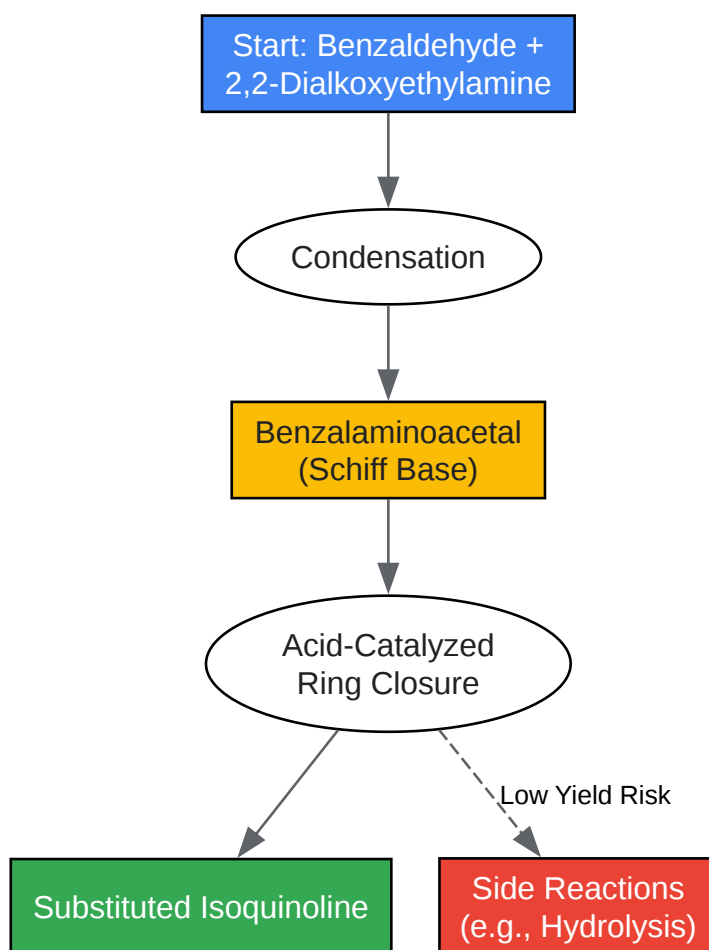 Start: Benzaldehyde +
2,2-Dialkoxyethylamine
Condensation
Benzalaminoacetal
(Schiff Base)
Acid-Catalyzed
Ring Closure
Low Yield Risk
Substituted Isoquinoline
Side Reactions
(e.g., Hydrolysis)